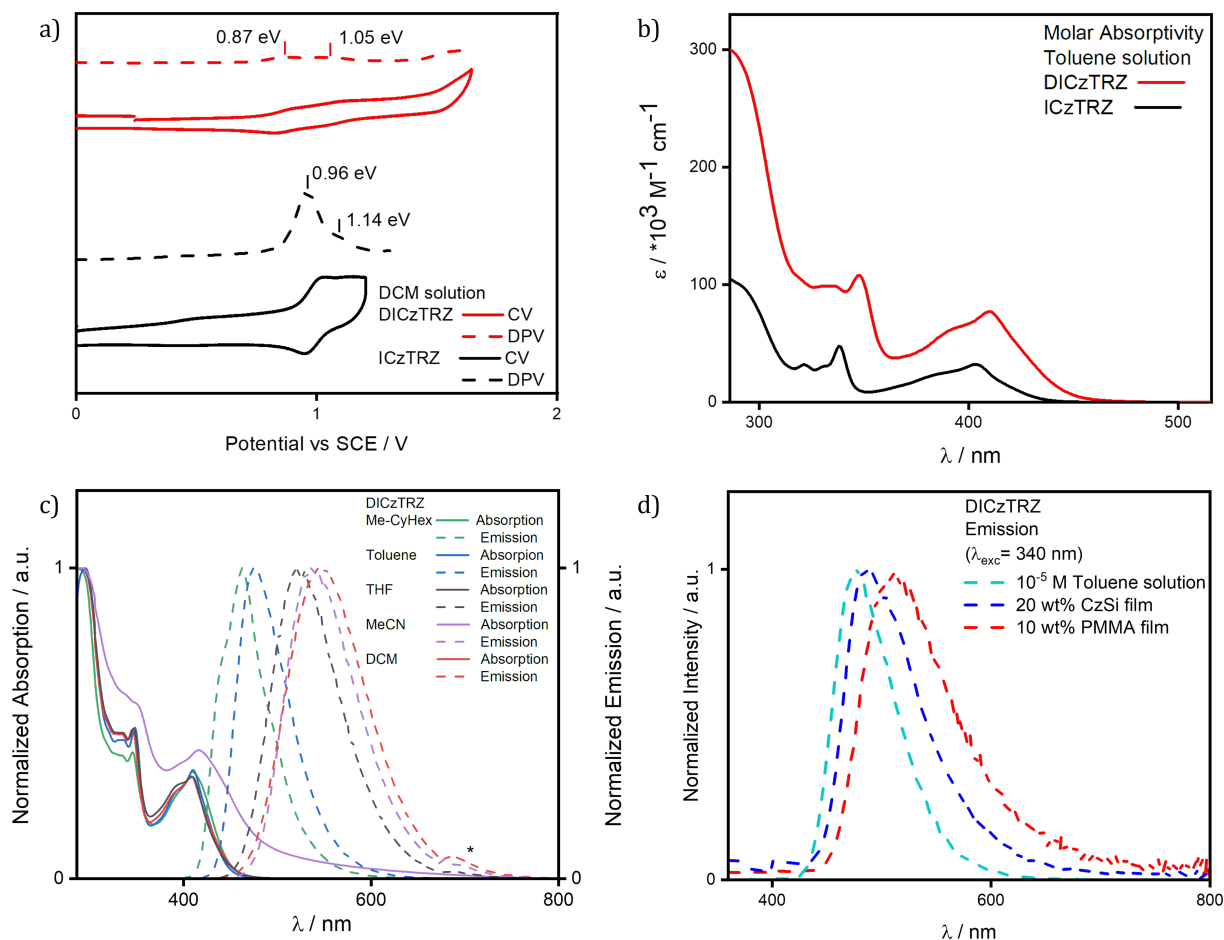 a)
0.87 eV
1.05 eV
0.96 eV
1.14 eV
DCM solution
DICzTRZ
CV
DPV
ICzTRZ
CV
DPV
0
1
2
Potential vs SCE / V
b)
Molar Absorptivity
Toluene solution
DICzTRZ
ICzTRZ
300
200
100
0
ε / *10³ M⁻¹ cm⁻¹
300
400
500
λ / nm
c)
DICzTRZ
Me-CyHex
Absorption
Emission
Toluene
Absorpion
Emission
THF
Absorption
Emission
MeCN
Absorption
Emission
DCM
Absorption
Emission
*
1
0
1
0
Normalized Absorption / a.u.
Normalized Emission / a.u.
400
600
800
λ / nm
d)
DICzTRZ
Emission
(λexc= 340 nm)
10⁻⁵ M Toluene solution
20 wt% CzSi film
10 wt% PMMA film
1
0
Normalized Intensity / a.u.
400
600
800
λ / nm